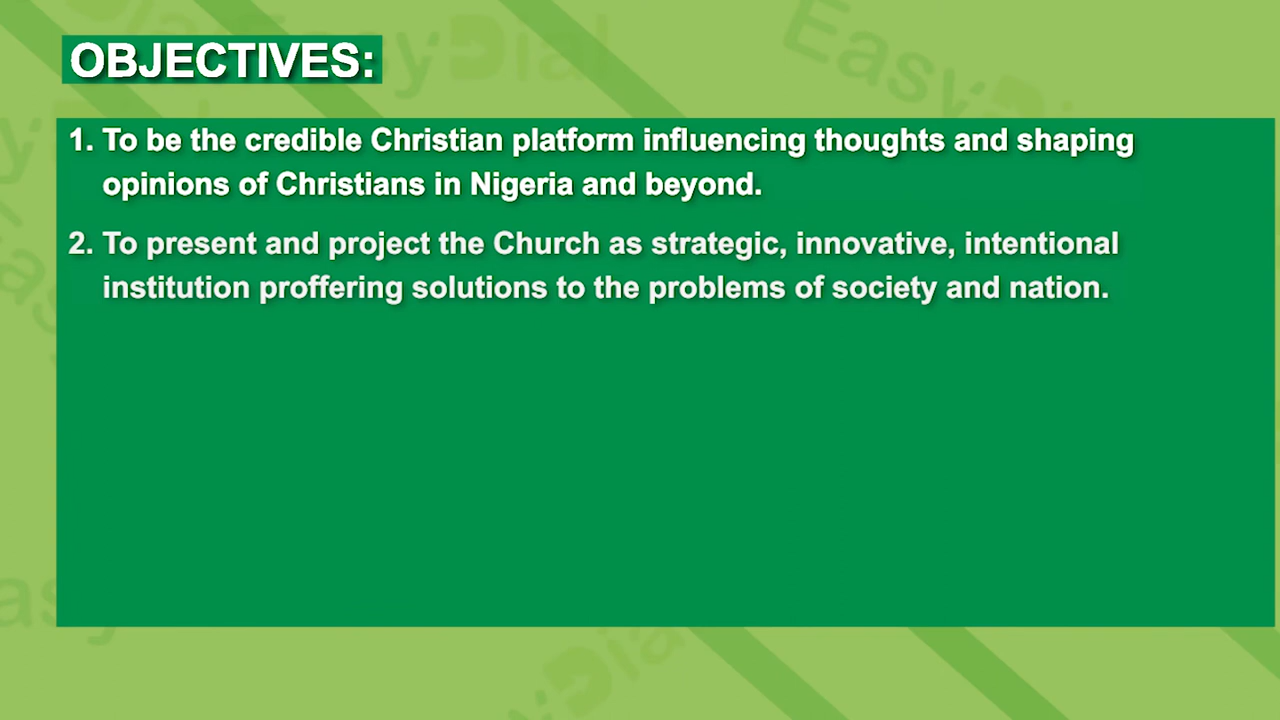 OBJECTIVES:
1. To be the credible Christian platform influencing thoughts and shaping
opinions of Christians in Nigeria and beyond.
2. To present and project the Church as strategic, innovative, intentional
institution proffering solutions to the problems of society and nation.
EasyDial